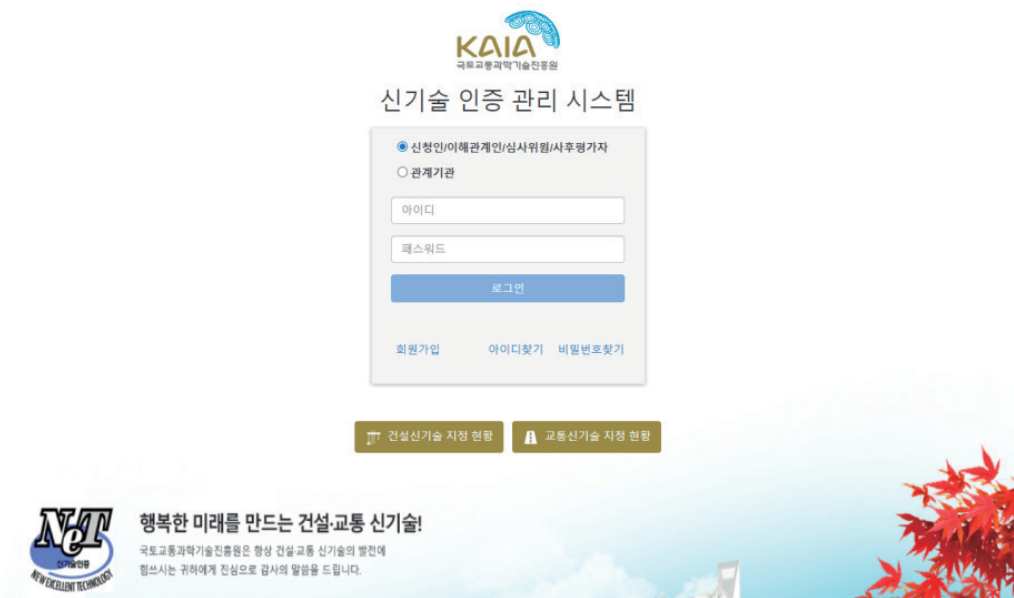 KAIA
국토교통과학기술진흥원
신기술 인증 관리 시스템
신청인/이해관계인/심사위원/사후평가자
관계기관
아이디
패스워드
로그인
회원가입 아이디찾기 비밀번호찾기
건설신기술 지정 현황 교통신기술 지정 현황
NeT
신기술인증
NEW EXCELLENT TECHNOLOGY
행복한 미래를 만드는 건설·교통 신기술!
국토교통과학기술진흥원은 항상 건설·교통 신기술의 발전에
힘쓰시는 귀하에게 진심으로 감사의 말씀을 드립니다.